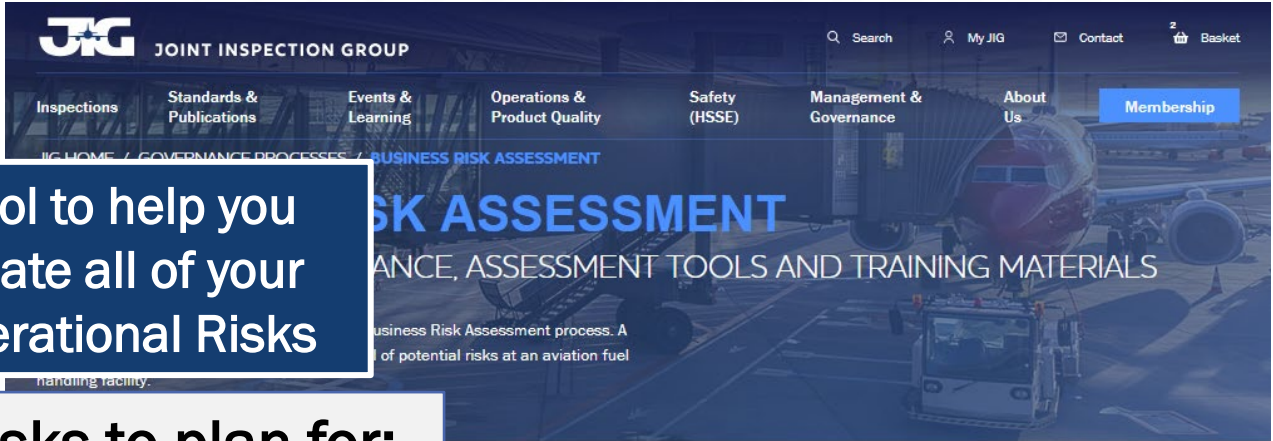 JIG JOINT INSPECTION GROUP
Search My JIG Contact 2 Basket
Inspections Standards & Publications Events & Learning Operations & Product Quality Safety (HSSE) Management & Governance About Us Membership
JIG HOME / GOVERNANCE PROCESSES / BUSINESS RISK ASSESSMENT
ol to help you
ate all of your
erational Risks
SK ASSESSMENT
ANCE, ASSESSMENT TOOLS AND TRAINING MATERIALS
usiness Risk Assessment process. A
l of potential risks at an aviation fuel
handling facility.
sks to plan for: